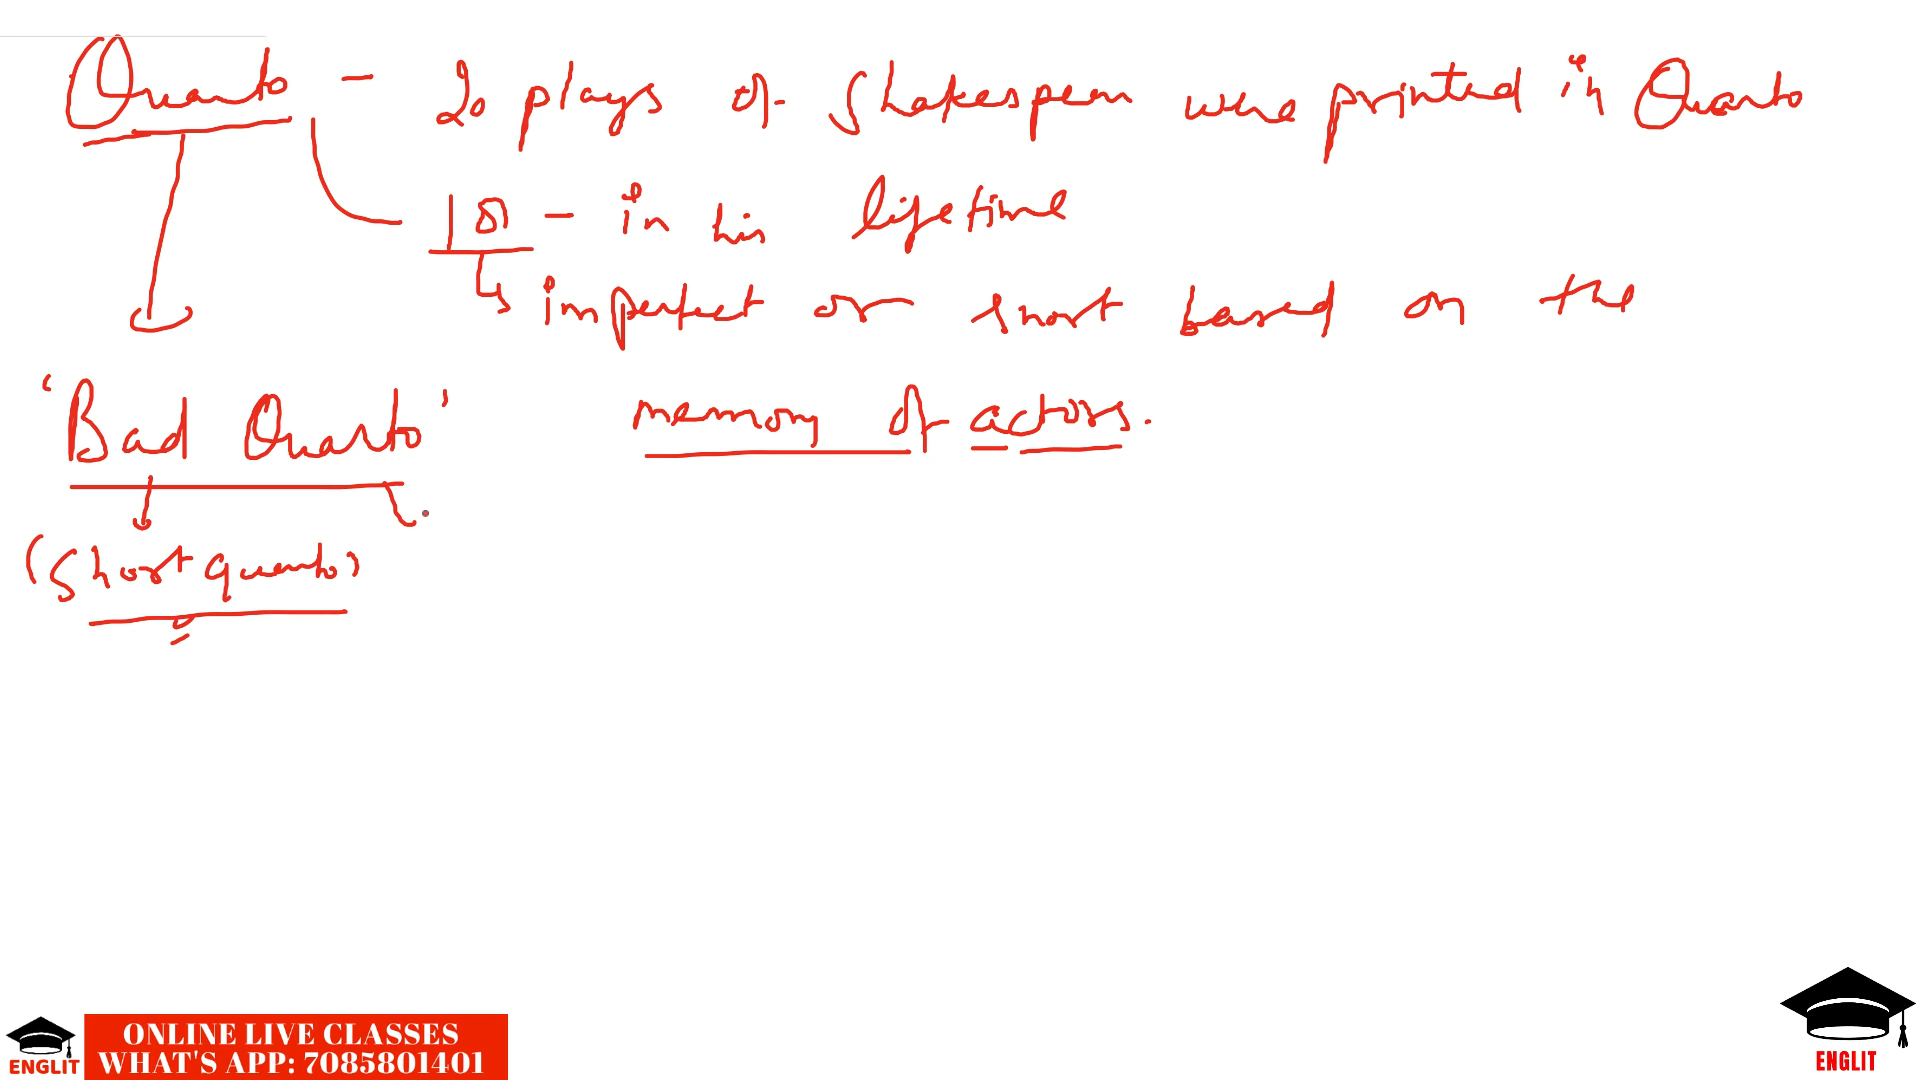 Quarto - 20 plays of Shakespeare were printed in Quarto
18 - in his lifetime
imperfect or short based on the
memory of actors.
'Bad Quarto'
(Short quarto)
ONLINE LIVE CLASSES
WHAT'S APP: 7085801401
ENGLIT
ENGLIT